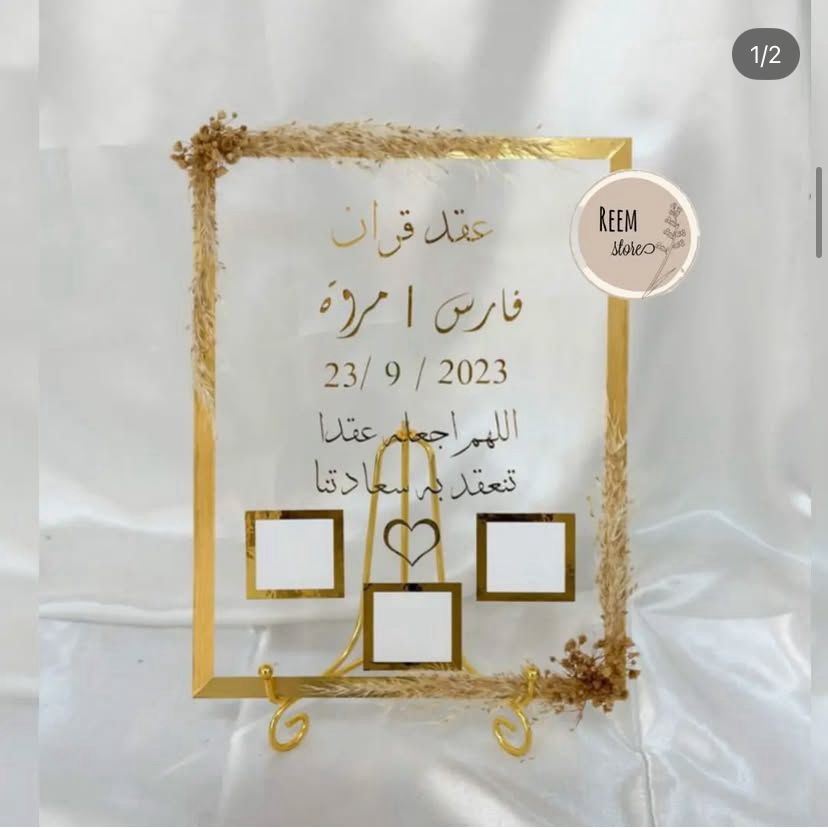 1/2
REEM
store
عقد قران
فارس | مروة
23/ 9 / 2023
اللهم اجعله عقدا
تنعقد به سعادتنا